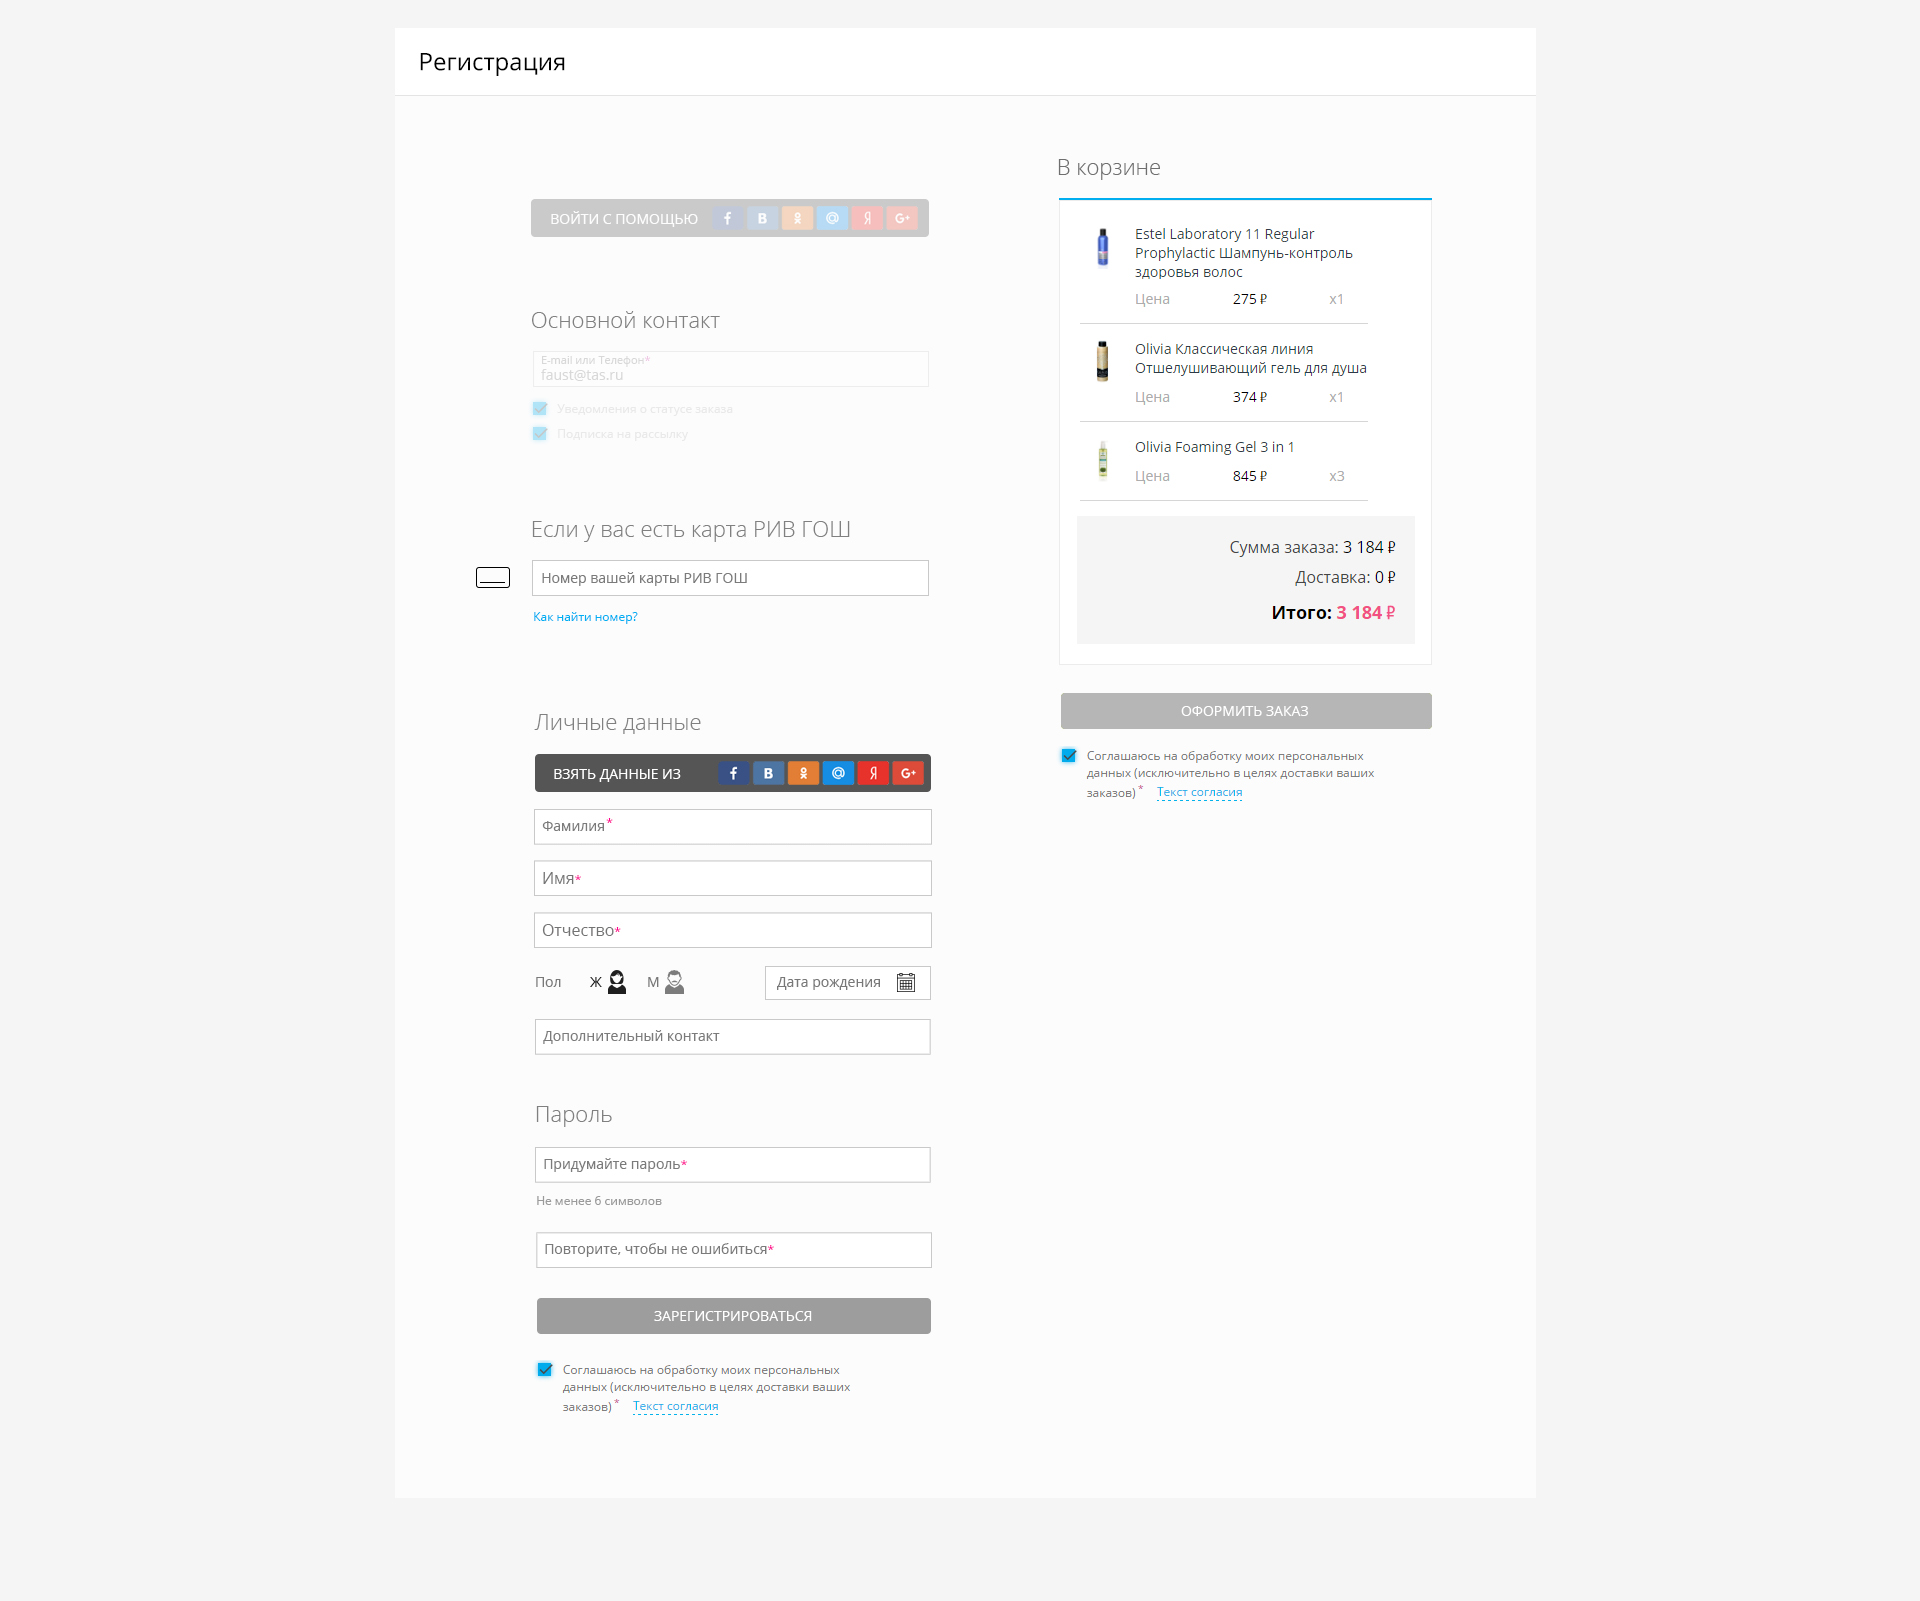 Регистрация
ВОЙТИ С ПОМОЩЬЮ f В @ Я G+
Основной контакт
E-mail или Телефон*
faust@tas.ru
Уведомления о статусе заказа
Подписка на рассылку
Если у вас есть карта РИВ ГОШ
Номер вашей карты РИВ ГОШ
Как найти номер?
Личные данные
ВЗЯТЬ ДАННЫЕ ИЗ f В @ Я G+
Фамилия*
Имя*
Отчество*
Пол Ж М Дата рождения
Дополнительный контакт
Пароль
Придумайте пароль*
Не менее 6 символов
Повторите, чтобы не ошибиться*
ЗАРЕГИСТРИРОВАТЬСЯ
Соглашаюсь на обработку моих персональных
данных (исключительно в целях доставки ваших
заказов) * Текст согласия
В корзине
Estel Laboratory 11 Regular
Prophylactic Шампунь-контроль
здоровья волос
Цена 275 ₽ x1
Olivia Классическая линия
Отшелушивающий гель для душа
Цена 374 ₽ x1
Olivia Foaming Gel 3 in 1
Цена 845 ₽ x3
Сумма заказа: 3 184 ₽
Доставка: 0 ₽
Итого: 3 184 ₽
ОФОРМИТЬ ЗАКАЗ
Соглашаюсь на обработку моих персональных
данных (исключительно в целях доставки ваших
заказов) * Текст согласия